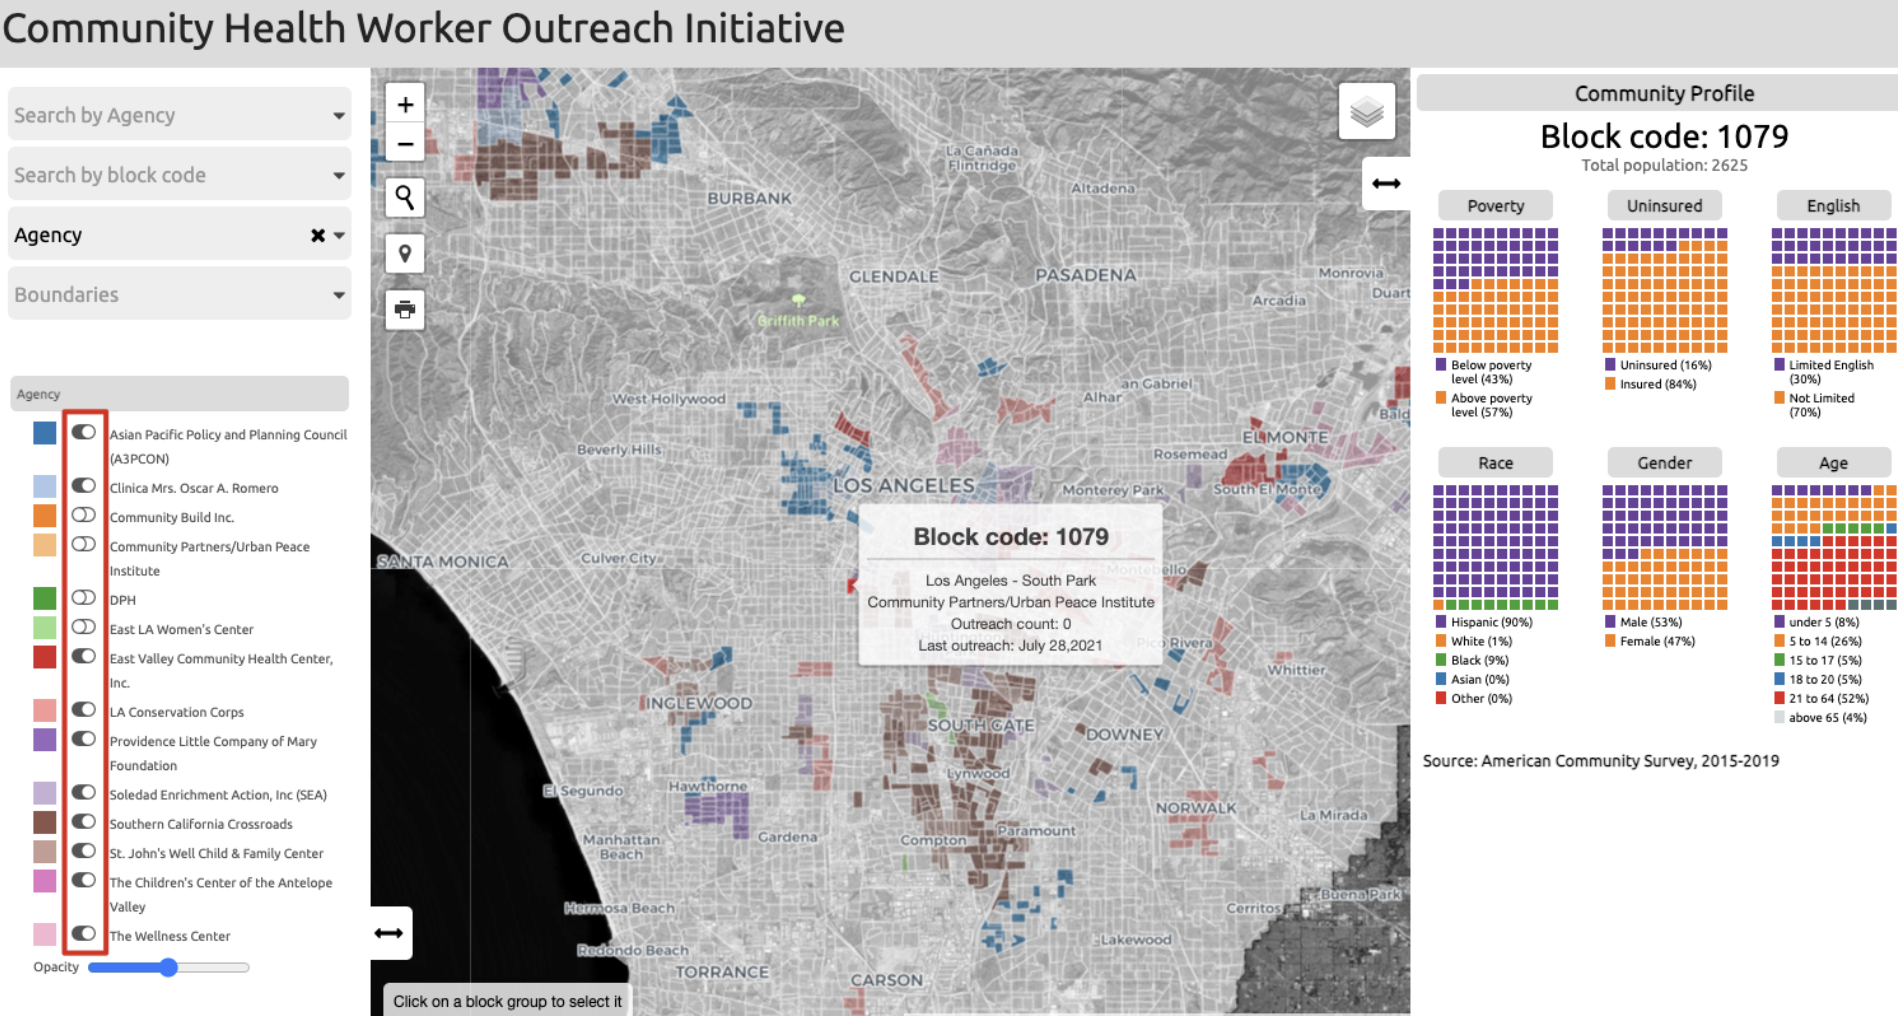 Community Health Worker Outreach Initiative
Search by Agency
Search by block code
Agency
Boundaries
Agency
Asian Pacific Policy and Planning Council
(A3PCON)
Clinica Mrs. Oscar A. Romero
Community Build Inc.
Community Partners/Urban Peace
Institute
DPH
East LA Women's Center
East Valley Community Health Center,
Inc.
LA Conservation Corps
Providence Little Company of Mary
Foundation
Soledad Enrichment Action, Inc (SEA)
Southern California Crossroads
St. John's Well Child & Family Center
The Children's Center of the Antelope
Valley
The Wellness Center
Opacity
+
−
La Cañada
Flintridge
Altadena
BURBANK
GLENDALE
PASADENA
Monrovia
Duart
Arcadia
Griffith Park
an Gabriel
West Hollywood
Alhar
Bald
EL MONTE
Beverly Hills
Rosemead
LOS ANGELES
Monterey Park
South El Monte
SANTA MONICA
Culver City
Montebello
Block code: 1079
Los Angeles - South Park
Community Partners/Urban Peace Institute
Outreach count: 0
Last outreach: July 28,2021
Huntington
Pico Rivera
Whittier
INGLEWOOD
SOUTH GATE
DOWNEY
Lynwood
El Segundo
Hawthorne
NORWALK
La Mirada
Manhattan
Beach
Gardena
Compton
Paramount
Buena Park
Hermosa Beach
Cerritos
Redondo Beach
Lakewood
TORRANCE
CARSON
Click on a block group to select it
Community Profile
Block code: 1079
Total population: 2625
Poverty
Uninsured
English
Below poverty
level (43%)
Above poverty
level (57%)
Uninsured (16%)
Insured (84%)
Limited English
(30%)
Not Limited
(70%)
Race
Gender
Age
Hispanic (90%)
White (1%)
Black (9%)
Asian (0%)
Other (0%)
Male (53%)
Female (47%)
under 5 (8%)
5 to 14 (26%)
15 to 17 (5%)
18 to 20 (5%)
21 to 64 (52%)
above 65 (4%)
Source: American Community Survey, 2015-2019